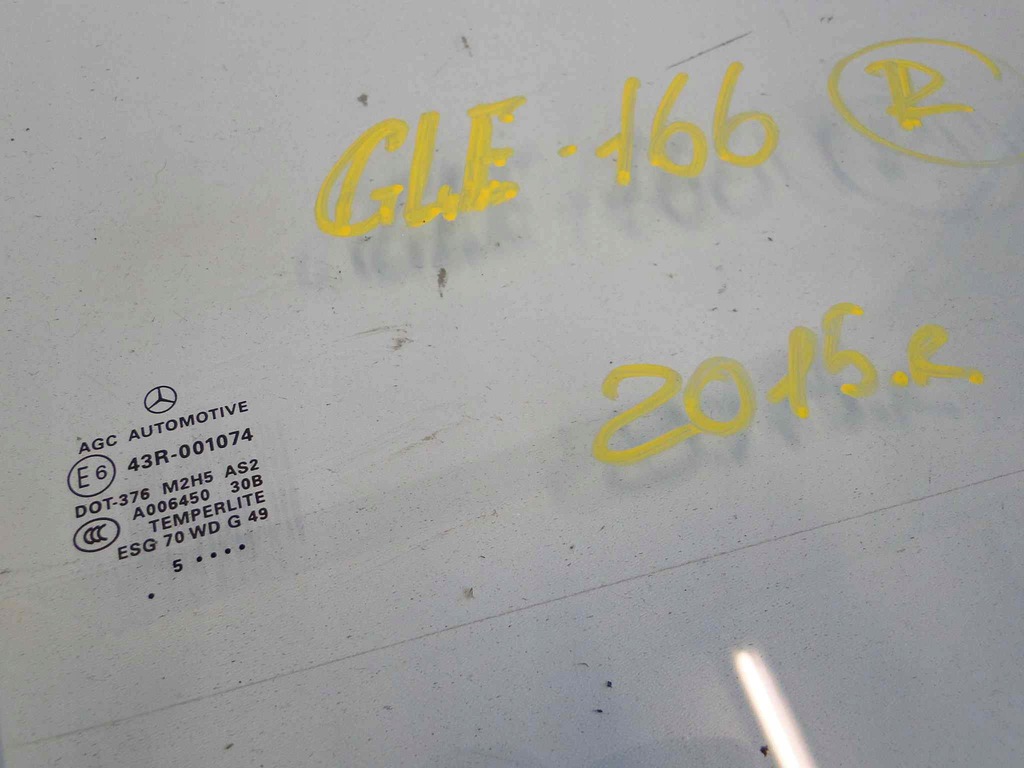 GLE·166 R
2015.R.
AGC AUTOMOTIVE
E6 43R-001074
DOT-376 M2H5 AS2
CCC A006450 30B
TEMPERLITE
ESG 70 WD G 49
5 ••••
•